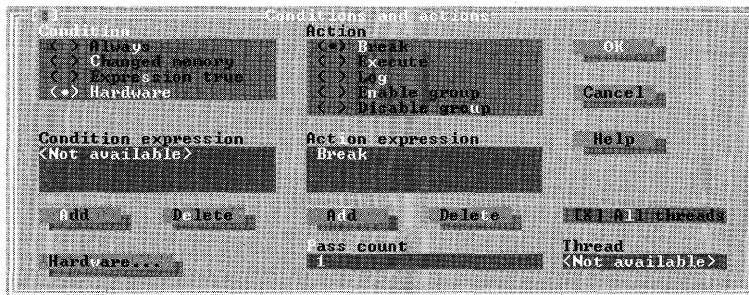 Conditions and actions
Condition
( ) Always
( ) Changed memory
( ) Expression true
(•) Hardware
Action
(•) Break
( ) Execute
( ) Log
( ) Enable group
( ) Disable group
OK
Cancel
Help
Condition expression
<Not available>
Action expression
Break
Add
Delete
Add
Delete
[X] All threads
Hardware...
Pass count
1
Thread
<Not available>